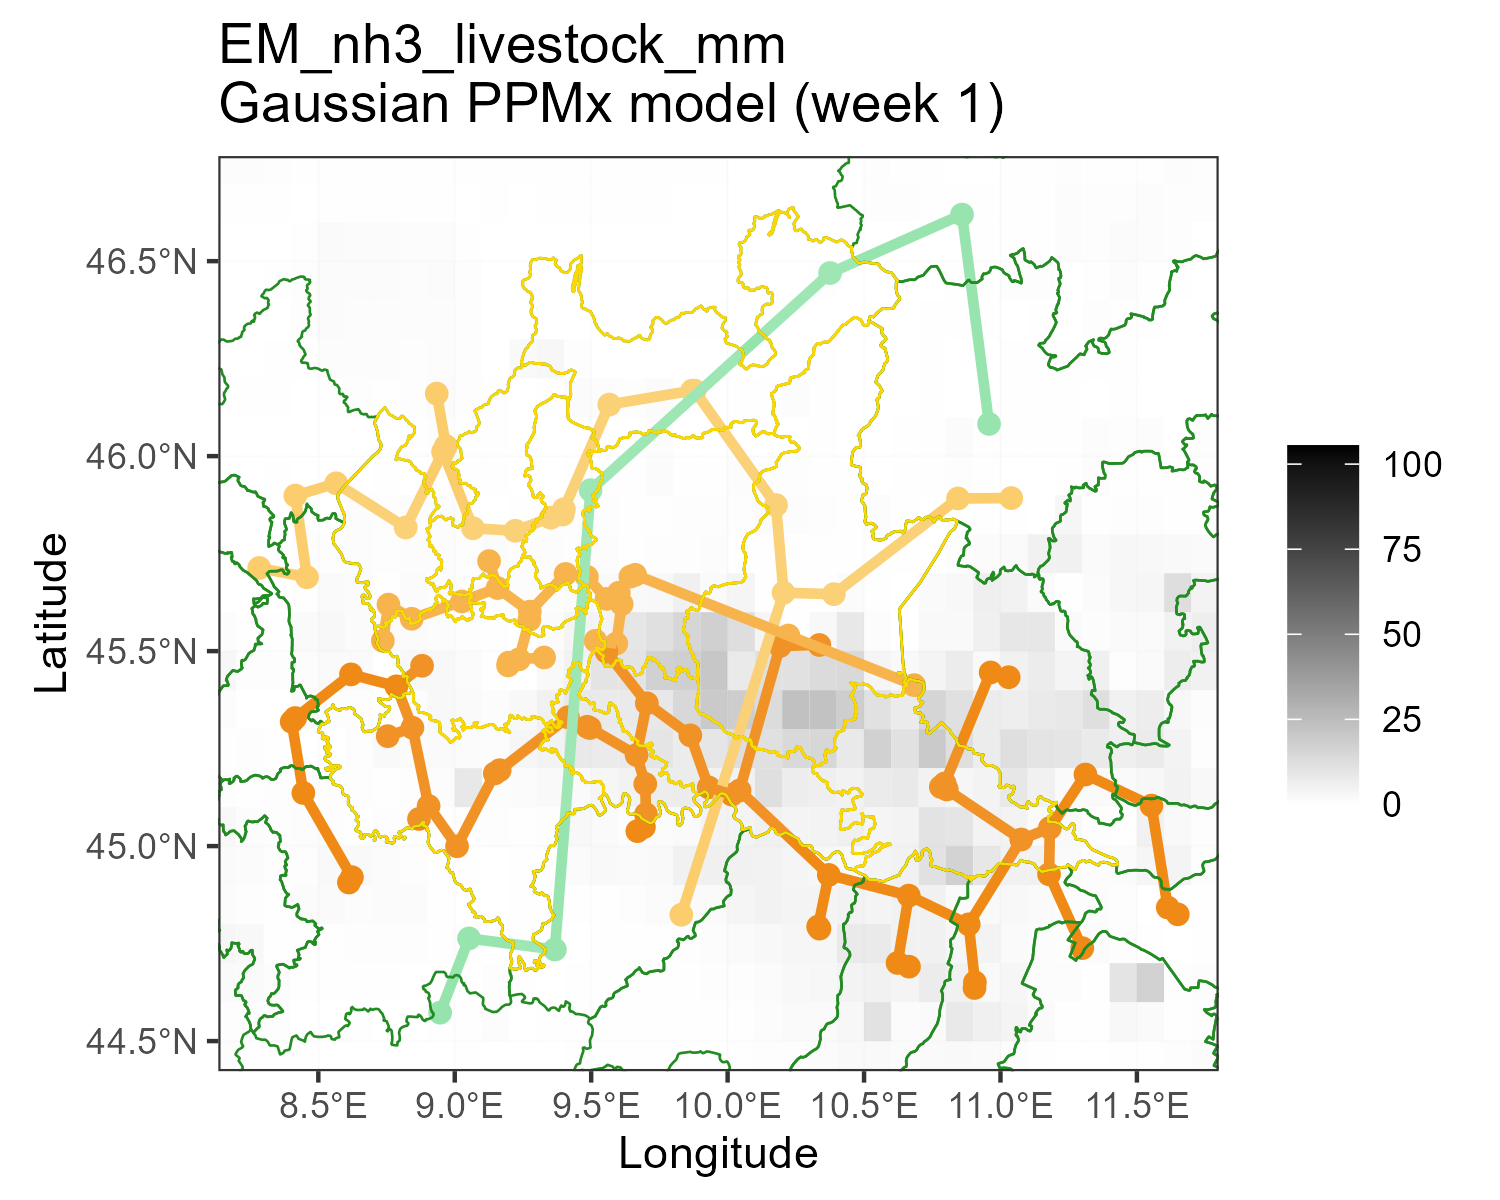 EM_nh3_livestock_mm
Gaussian PPMx model (week 1)
46.5°N
46.0°N
45.5°N
45.0°N
44.5°N
Latitude
8.5°E
9.0°E
9.5°E
10.0°E
10.5°E
11.0°E
11.5°E
Longitude
100
75
50
25
0